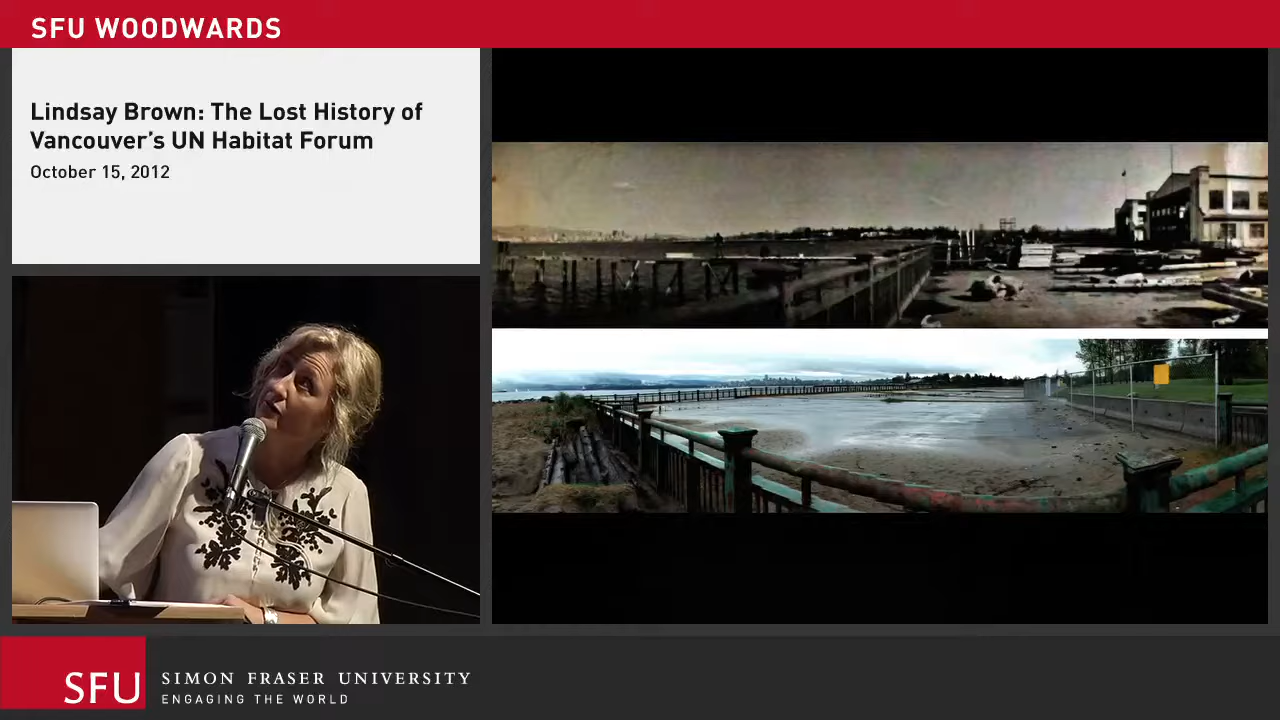 SFU WOODWARDS
Lindsay Brown: The Lost History of
Vancouver's UN Habitat Forum
October 15, 2012
SFU
SIMON FRASER UNIVERSITY
ENGAGING THE WORLD